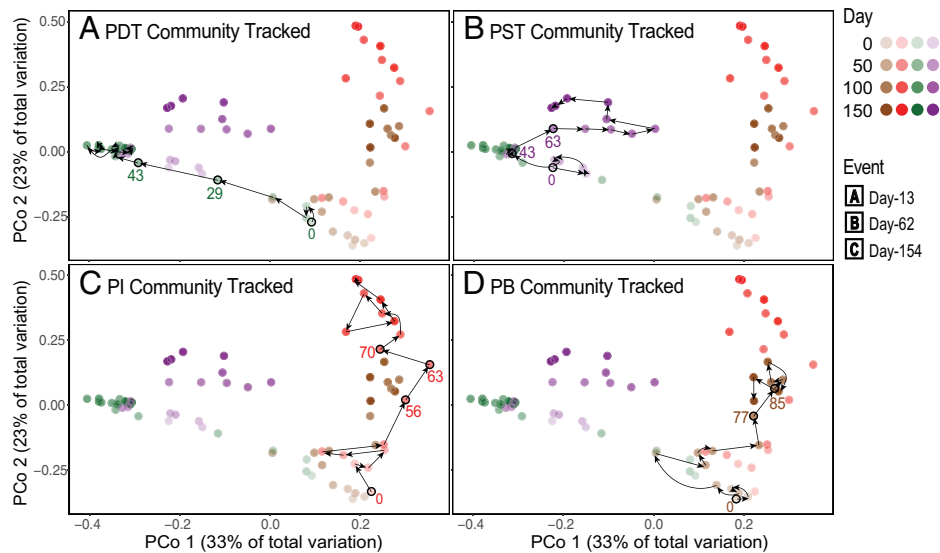 A PDT Community Tracked
B PST Community Tracked
Day
0
50
100
150
0.50
0.25
0.00
−0.25
PCo 2 (23% of total variation)
43
29
0
63
43
0
Event
A Day-13
B Day-62
C Day-154
C PI Community Tracked
D PB Community Tracked
0.50
0.25
0.00
−0.25
PCo 2 (23% of total variation)
70
63
56
0
85
77
0
−0.4
−0.2
0.0
0.2
−0.4
−0.2
0.0
0.2
PCo 1 (33% of total variation)
PCo 1 (33% of total variation)